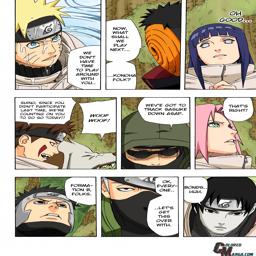 WE DON'T
HAVE TIME
TO PLAY
AROUND
WITH YOU.
NOW,
WHAT
SHALL
WE
PLAY
NEXT...
...KONOHA
FOLK?
OH
GOOD...
SHINO, SINCE YOU
DIDN'T PARTICIPATE
LAST TIME, WE'RE
COUNTING ON YOU
TO DO SO TODAY!!
WOOF
WOOF!
WE'VE GOT TO
TRACK SASUKE
DOWN ASAP.
THAT'S
RIGHT!
FORMA-
TION B,
FOLKS.
OK,
EVERY-
ONE...
...LET'S
GET THIS
OVER
WITH.
BONDS...
HUH.
COLORED
MANGA.COM